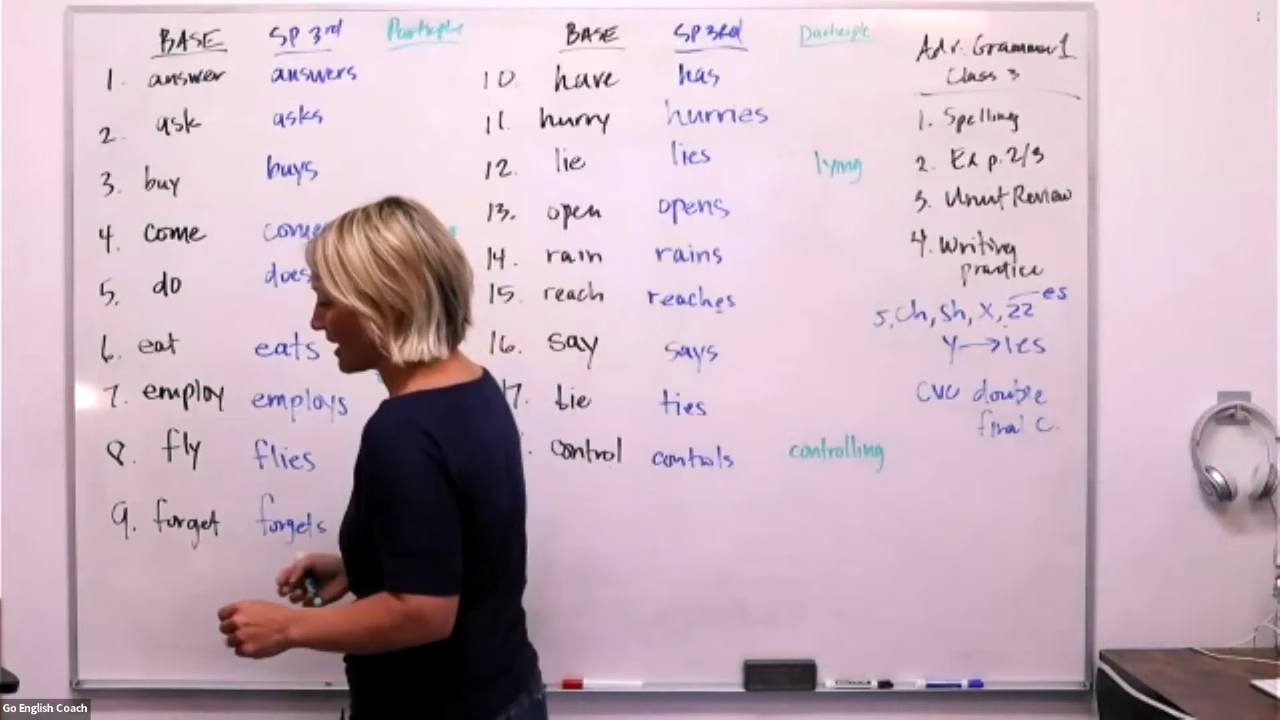 BASE SP 3rd Participle
1. answer answers
2. ask asks
3. buy buys
4. come
5. do does
6. eat eats
7. employ employs
8. fly flies
9. forget forgets
BASE SP 3rd Participle
10. have has
11. hurry hurries
12. lie lies lying
13. open opens
14. rain rains
15. reach reaches
16. say says
17. tie ties
control controls controlling
Adv. Grammar 1
Class 3
1. Spelling
2. Ex p. 2/3
3. Unit Review
4. Writing
practice
s, ch, sh, x, zz es
y → ies
CVC double
final c.
Go English Coach